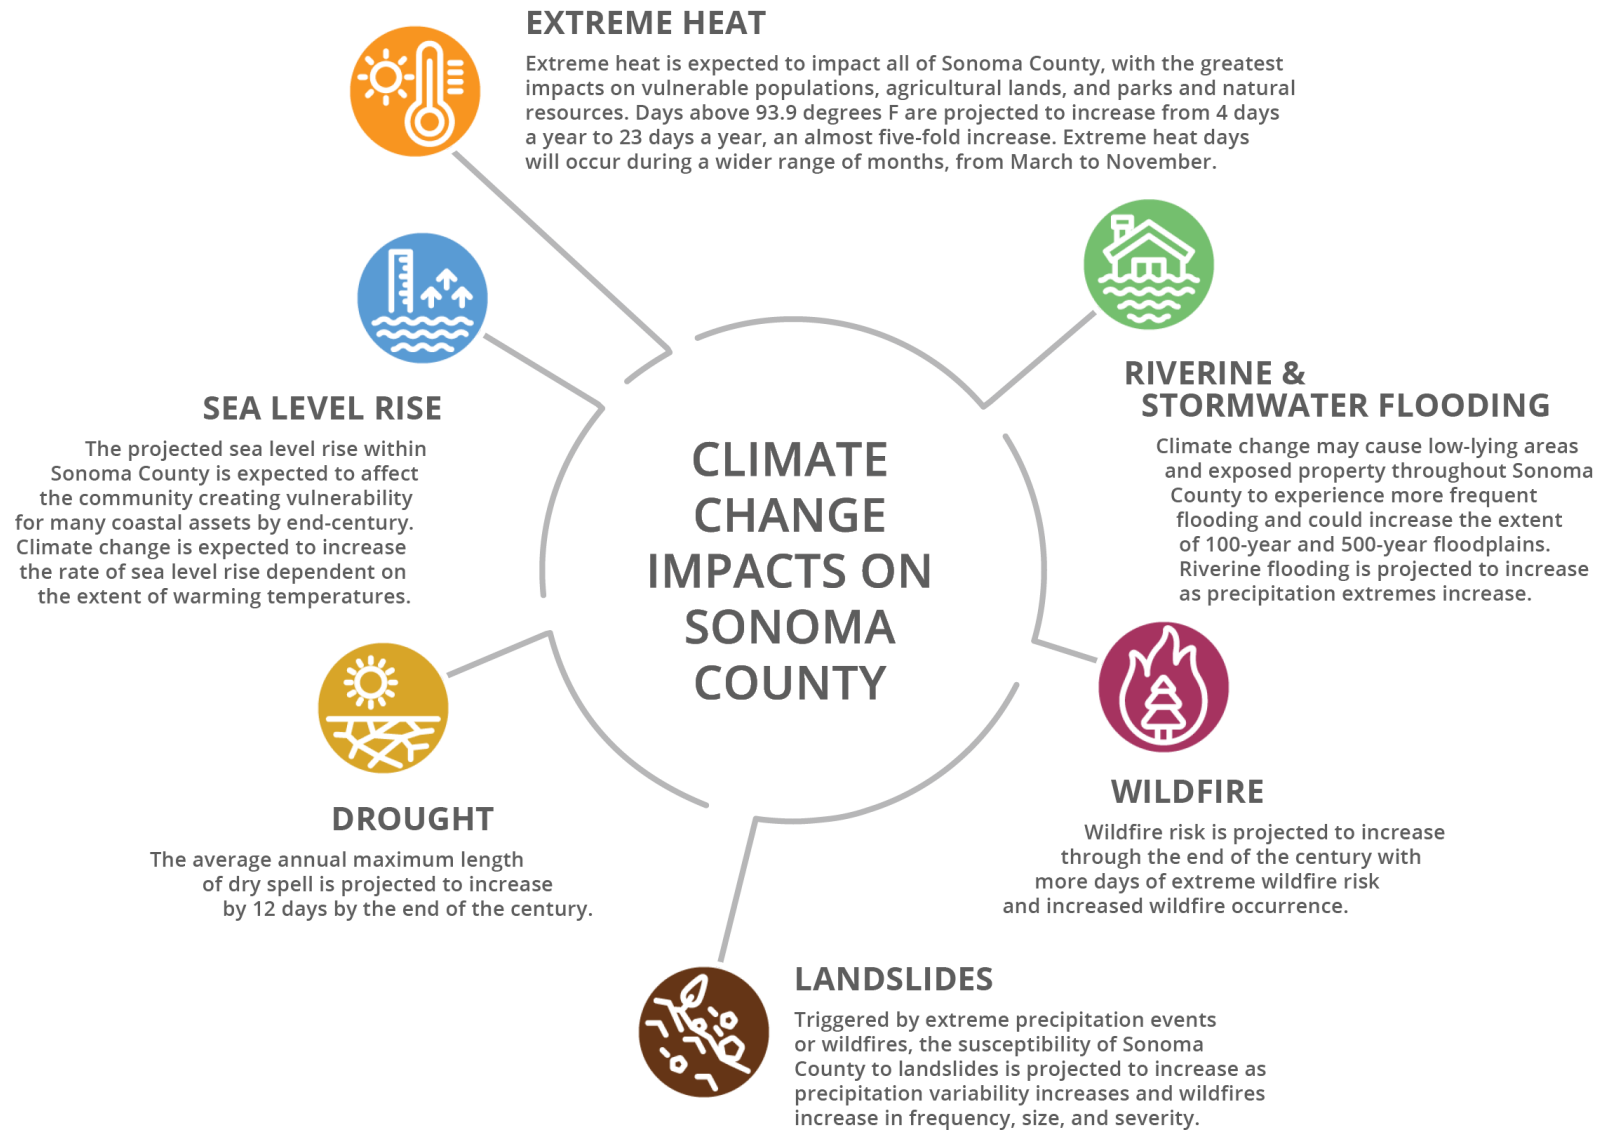 EXTREME HEAT
Extreme heat is expected to impact all of Sonoma County, with the greatest
impacts on vulnerable populations, agricultural lands, and parks and natural
resources. Days above 93.9 degrees F are projected to increase from 4 days
a year to 23 days a year, an almost five-fold increase. Extreme heat days
will occur during a wider range of months, from March to November.
SEA LEVEL RISE
The projected sea level rise within
Sonoma County is expected to affect
the community creating vulnerability
for many coastal assets by end-century.
Climate change is expected to increase
the rate of sea level rise dependent on
the extent of warming temperatures.
CLIMATE
CHANGE
IMPACTS ON
SONOMA
COUNTY
RIVERINE &
STORMWATER FLOODING
Climate change may cause low-lying areas
and exposed property throughout Sonoma
County to experience more frequent
flooding and could increase the extent
of 100-year and 500-year floodplains.
Riverine flooding is projected to increase
as precipitation extremes increase.
DROUGHT
The average annual maximum length
of dry spell is projected to increase
by 12 days by the end of the century.
WILDFIRE
Wildfire risk is projected to increase
through the end of the century with
more days of extreme wildfire risk
and increased wildfire occurrence.
LANDSLIDES
Triggered by extreme precipitation events
or wildfires, the susceptibility of Sonoma
County to landslides is projected to increase as
precipitation variability increases and wildfires
increase in frequency, size, and severity.